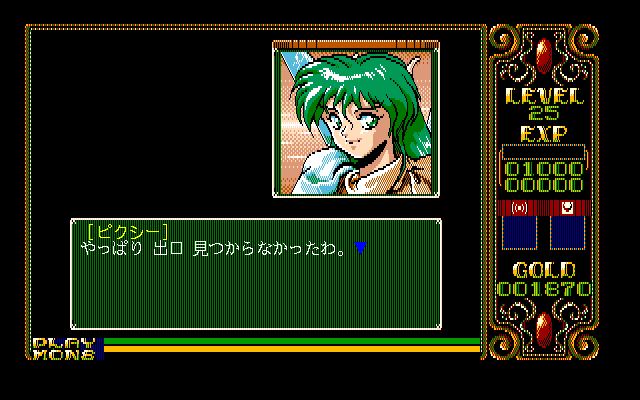 [ピクシー]
やっぱり 出口 見つからなかったわ。
LEVEL
25
EXP
01000
00000
GOLD
001870
PLAY
MONS